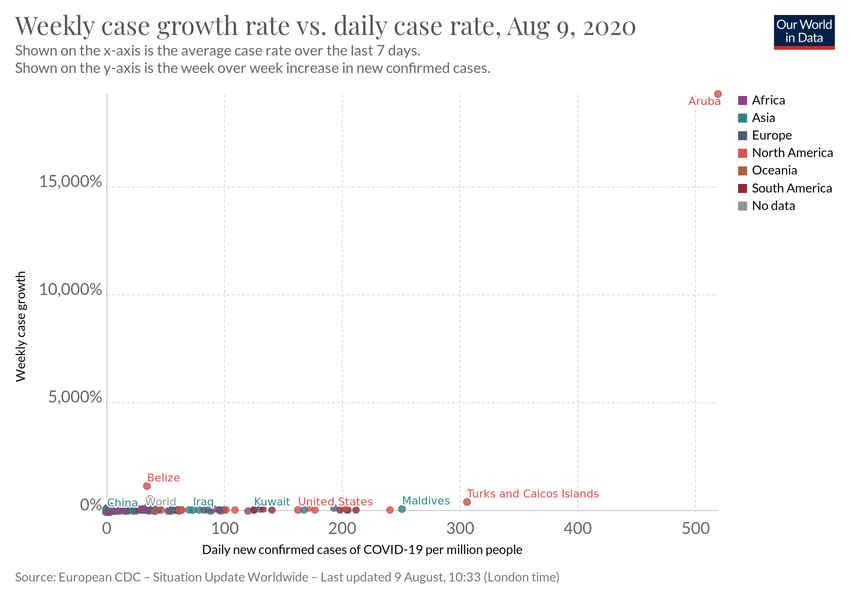 Weekly case growth rate vs. daily case rate, Aug 9, 2020
Shown on the x-axis is the average case rate over the last 7 days.
Shown on the y-axis is the week over week increase in new confirmed cases.
Our World
in Data
Aruba
Africa
Asia
Europe
North America
Oceania
South America
No data
15,000%
10,000%
5,000%
0%
Weekly case growth
Belize
China
World
Iraq
Kuwait
United States
Maldives
Turks and Caicos Islands
0
100
200
300
400
500
Daily new confirmed cases of COVID-19 per million people
Source: European CDC – Situation Update Worldwide – Last updated 9 August, 10:33 (London time)